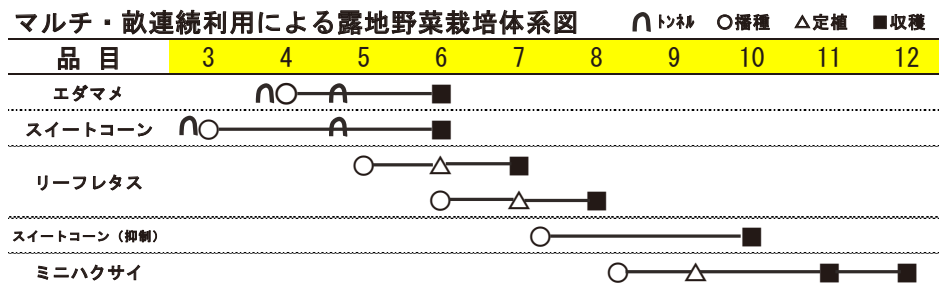 マルチ・畝連続利用による露地野菜栽培体系図 ﾄﾝﾈﾙ ○播種 △定植 ■収穫
品 目 3 4 5 6 7 8 9 10 11 12
エダマメ
スイートコーン
リーフレタス
スイートコーン（抑制）
ミニハクサイ